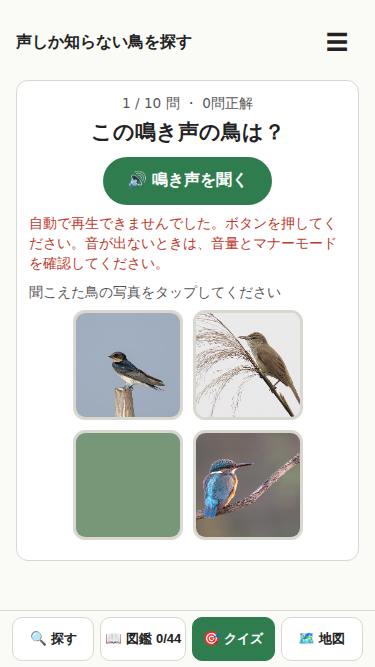 声しか知らない鳥を探す
1 / 10 問 ・ 0問正解
この鳴き声の鳥は？
🔊 鳴き声を聞く
自動で再生できませんでした。ボタンを押してく
ださい。音が出ないときは、音量とマナーモード
を確認してください。
聞こえた鳥の写真をタップしてください
🔍 探す
📖 図鑑 0/44
🎯 クイズ
🗺️ 地図